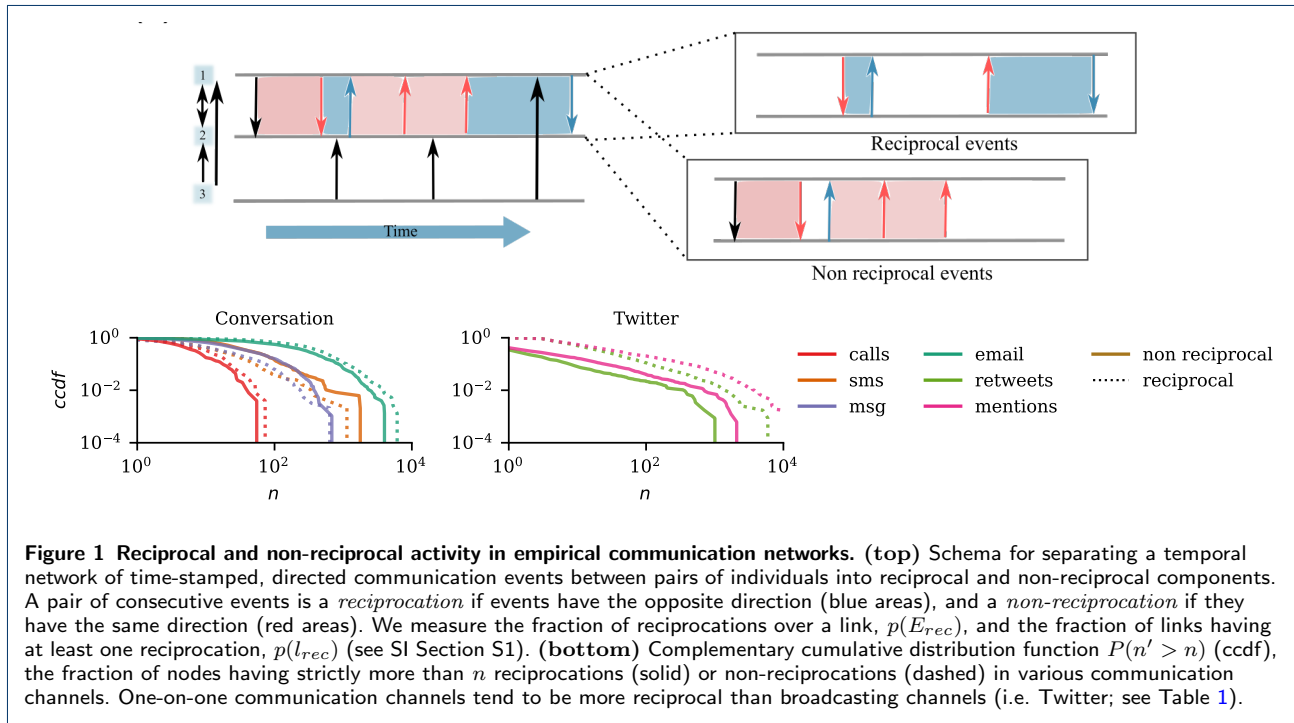 1
2
3
Time
Reciprocal events
Non reciprocal events
Conversation
Twitter
ccdf
10^0
10^-2
10^-4
10^0
10^2
10^4
n
10^0
10^-2
10^-4
10^0
10^2
10^4
n
calls
sms
msg
email
retweets
mentions
non reciprocal
reciprocal
Figure 1 Reciprocal and non-reciprocal activity in empirical communication networks. (top) Schema for separating a temporal
network of time-stamped, directed communication events between pairs of individuals into reciprocal and non-reciprocal components.
A pair of consecutive events is a reciprocation if events have the opposite direction (blue areas), and a non-reciprocation if they
have the same direction (red areas). We measure the fraction of reciprocations over a link, p(E_rec), and the fraction of links having
at least one reciprocation, p(l_rec) (see SI Section S1). (bottom) Complementary cumulative distribution function P(n′ > n) (ccdf),
the fraction of nodes having strictly more than n reciprocations (solid) or non-reciprocations (dashed) in various communication
channels. One-on-one communication channels tend to be more reciprocal than broadcasting channels (i.e. Twitter; see Table 1).